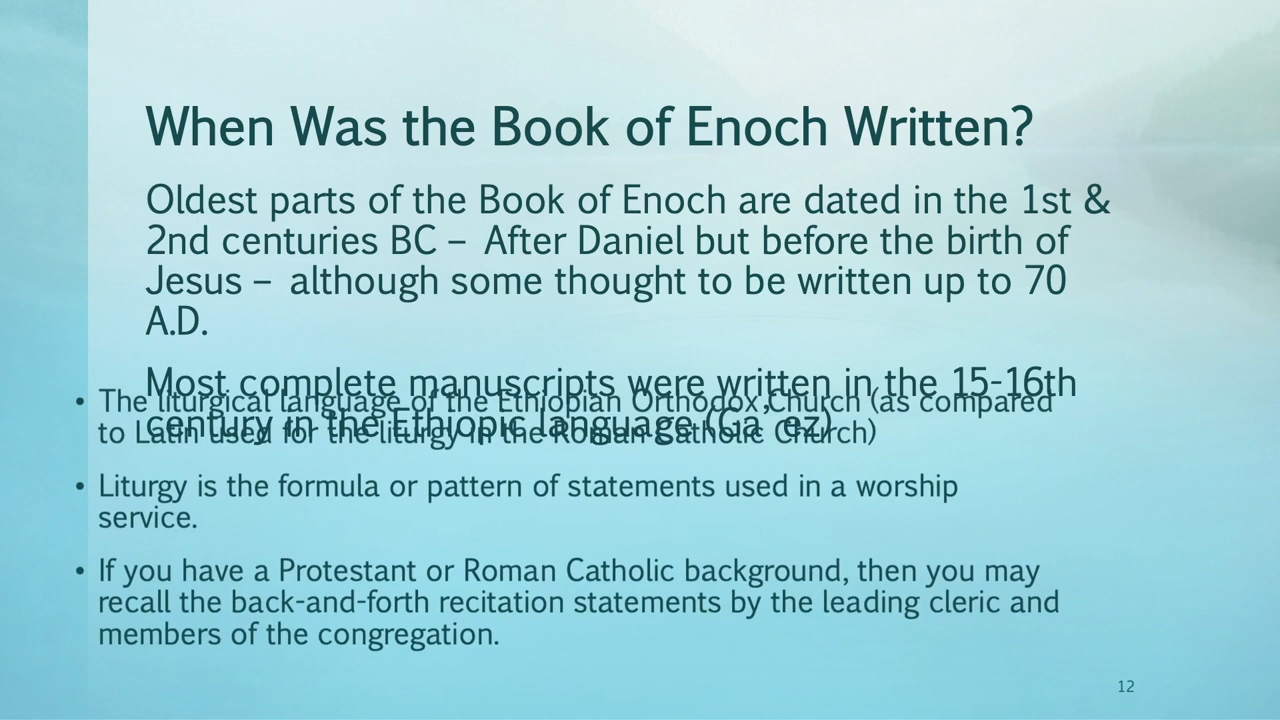 When Was the Book of Enoch Written?
Oldest parts of the Book of Enoch are dated in the 1st &
2nd centuries BC – After Daniel but before the birth of
Jesus – although some thought to be written up to 70
A.D.
Most complete manuscripts were written in the 15-16th
century in the Ethiopic language (Ga’ez)
• The liturgical language of the Ethiopian Orthodox Church (as compared
to Latin used for the liturgy in the Roman Catholic Church)
• Liturgy is the formula or pattern of statements used in a worship
service.
• If you have a Protestant or Roman Catholic background, then you may
recall the back-and-forth recitation statements by the leading cleric and
members of the congregation.
12